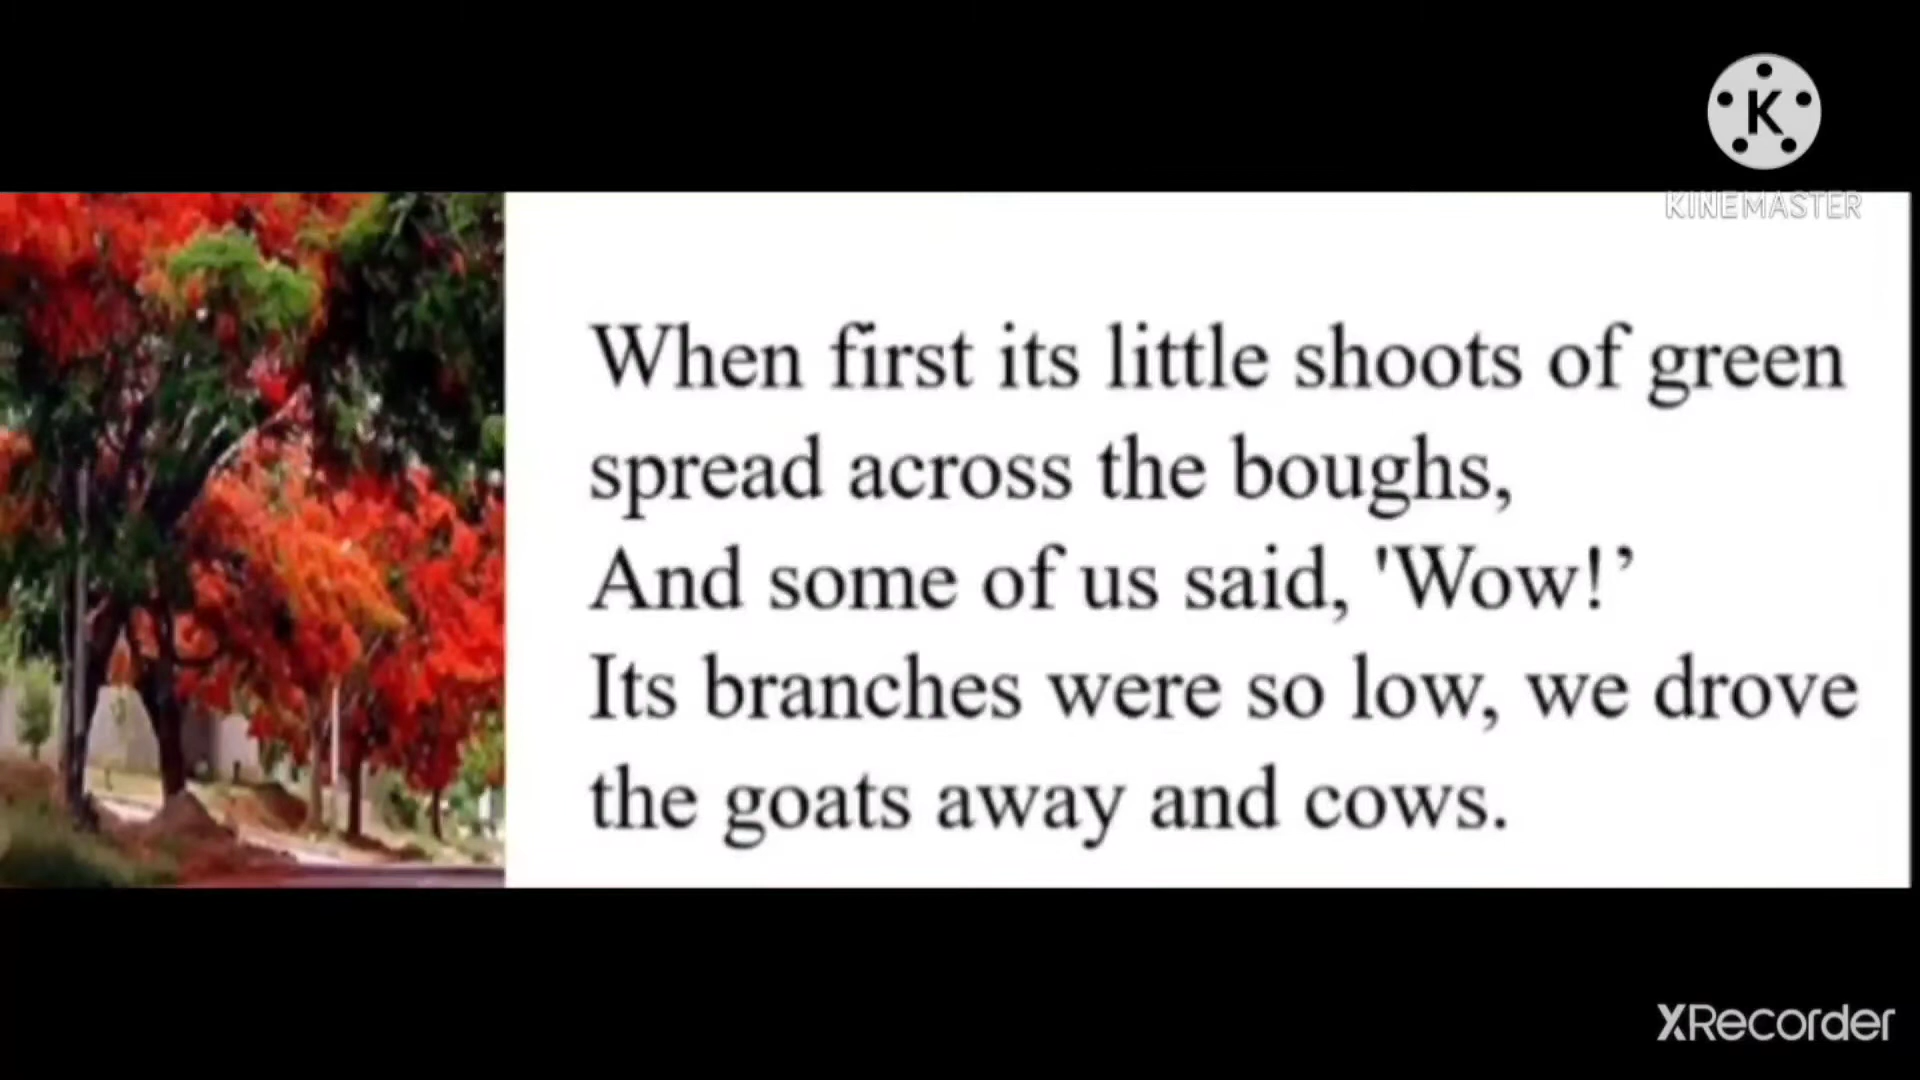 K
KINEMASTER
When first its little shoots of green
spread across the boughs,
And some of us said, 'Wow!’
Its branches were so low, we drove
the goats away and cows.
XRecorder